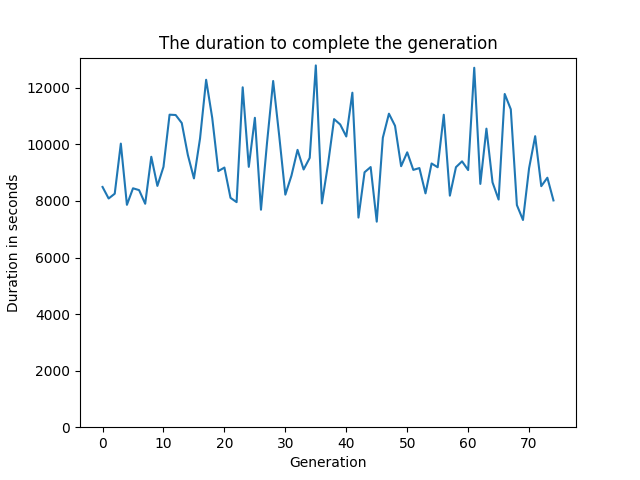 The duration to complete the generation
12000
10000
8000
6000
4000
2000
0
Duration in seconds
0 10 20 30 40 50 60 70
Generation